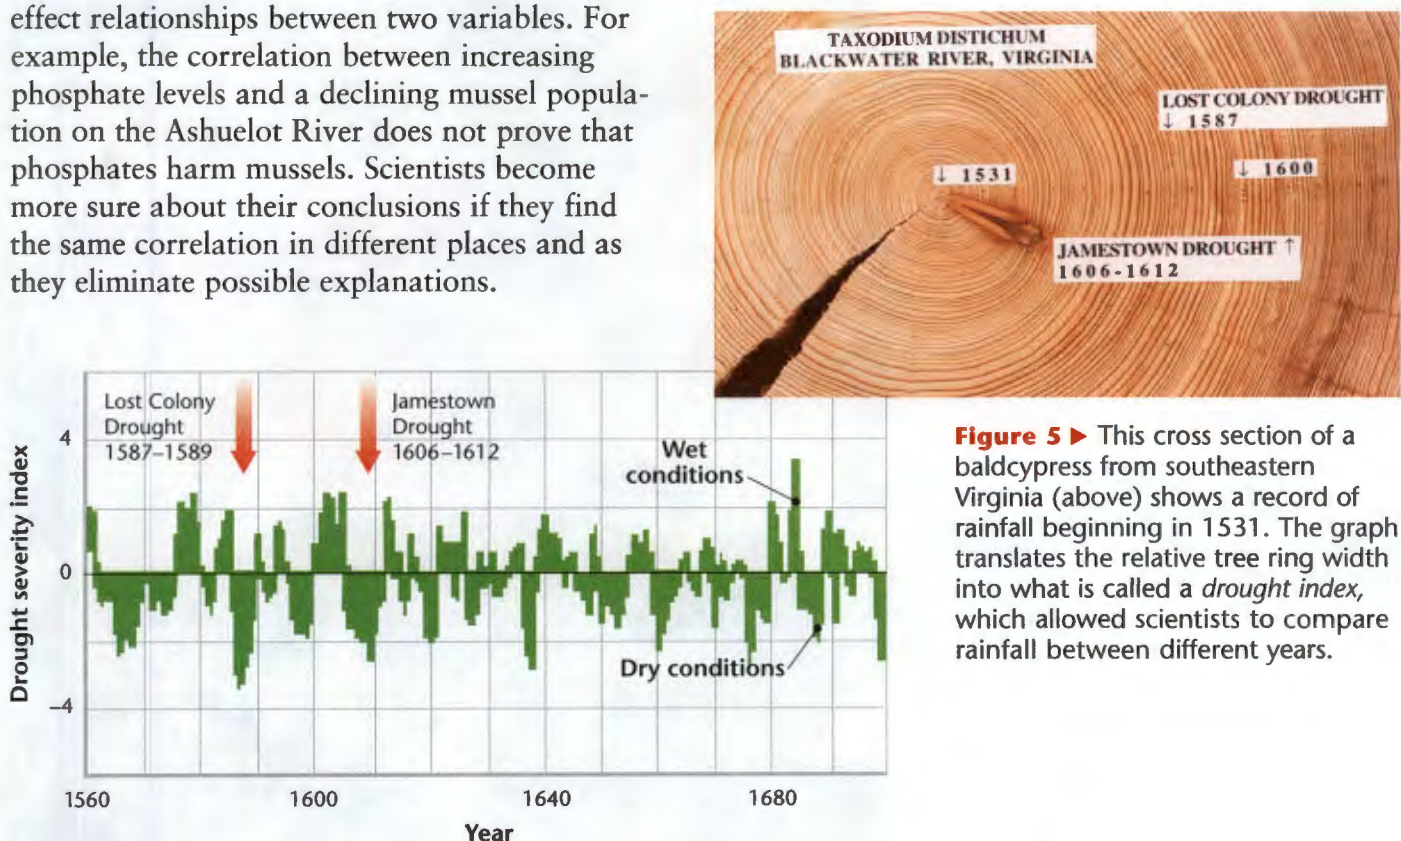 effect relationships between two variables. For
example, the correlation between increasing
phosphate levels and a declining mussel popula-
tion on the Ashuelot River does not prove that
phosphates harm mussels. Scientists become
more sure about their conclusions if they find
the same correlation in different places and as
they eliminate possible explanations.
TAXODIUM DISTICHUM
BLACKWATER RIVER, VIRGINIA
LOST COLONY DROUGHT
↓ 1587
↓ 1531
↓ 1600
JAMESTOWN DROUGHT ↑
1606-1612
Lost Colony
Drought
1587–1589
Jamestown
Drought
1606–1612
Wet
conditions
Dry conditions
Drought severity index
4
0
–4
1560
1600
1640
1680
Year
Figure 5 ▶ This cross section of a
baldcypress from southeastern
Virginia (above) shows a record of
rainfall beginning in 1531. The graph
translates the relative tree ring width
into what is called a drought index,
which allowed scientists to compare
rainfall between different years.